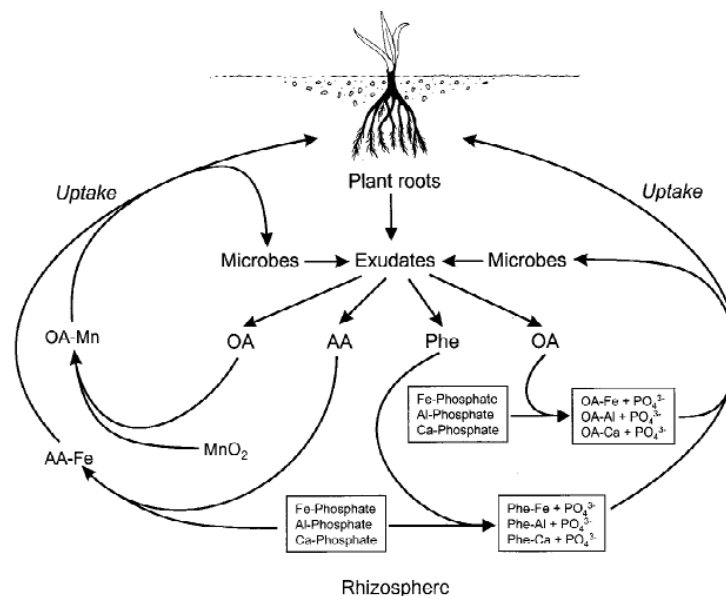 Plant roots
Uptake
Uptake
Microbes
Exudates
Microbes
OA-Mn
OA
AA
Phe
OA
Fe-Phosphate
Al-Phosphate
Ca-Phosphate
OA-Fe + PO₄³⁻
OA-Al + PO₄³⁻
OA-Ca + PO₄³⁻
AA-Fe
MnO₂
Fe-Phosphate
Al-Phosphate
Ca-Phosphate
Phe-Fe + PO₄³⁻
Phe-Al + PO₄³⁻
Phe-Ca + PO₄³⁻
Rhizosphere